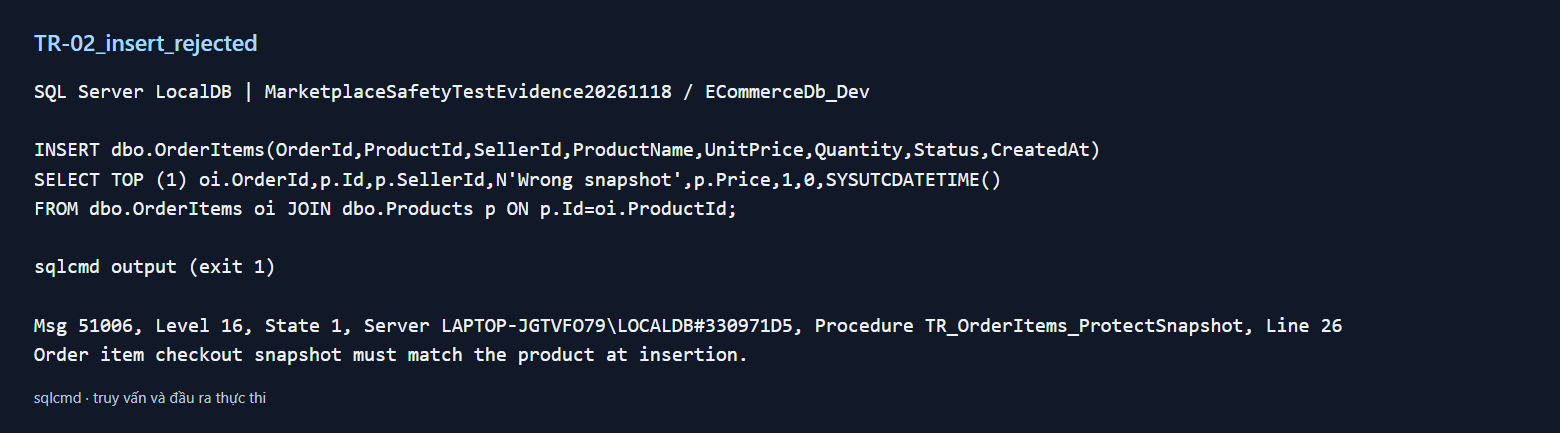 TR-02_insert_rejected
SQL Server LocalDB | MarketplaceSafetyTestEvidence20261118 / ECommerceDb_Dev
INSERT dbo.OrderItems(OrderId,ProductId,SellerId,ProductName,UnitPrice,Quantity,Status,CreatedAt)
SELECT TOP (1) oi.OrderId,p.Id,p.SellerId,N'Wrong snapshot',p.Price,1,0,SYSUTCDATETIME()
FROM dbo.OrderItems oi JOIN dbo.Products p ON p.Id=oi.ProductId;
sqlcmd output (exit 1)
Msg 51006, Level 16, State 1, Server LAPTOP-JGTVFO79\LOCALDB#330971D5, Procedure TR_OrderItems_ProtectSnapshot, Line 26
Order item checkout snapshot must match the product at insertion.
sqlcmd · truy vấn và đầu ra thực thi